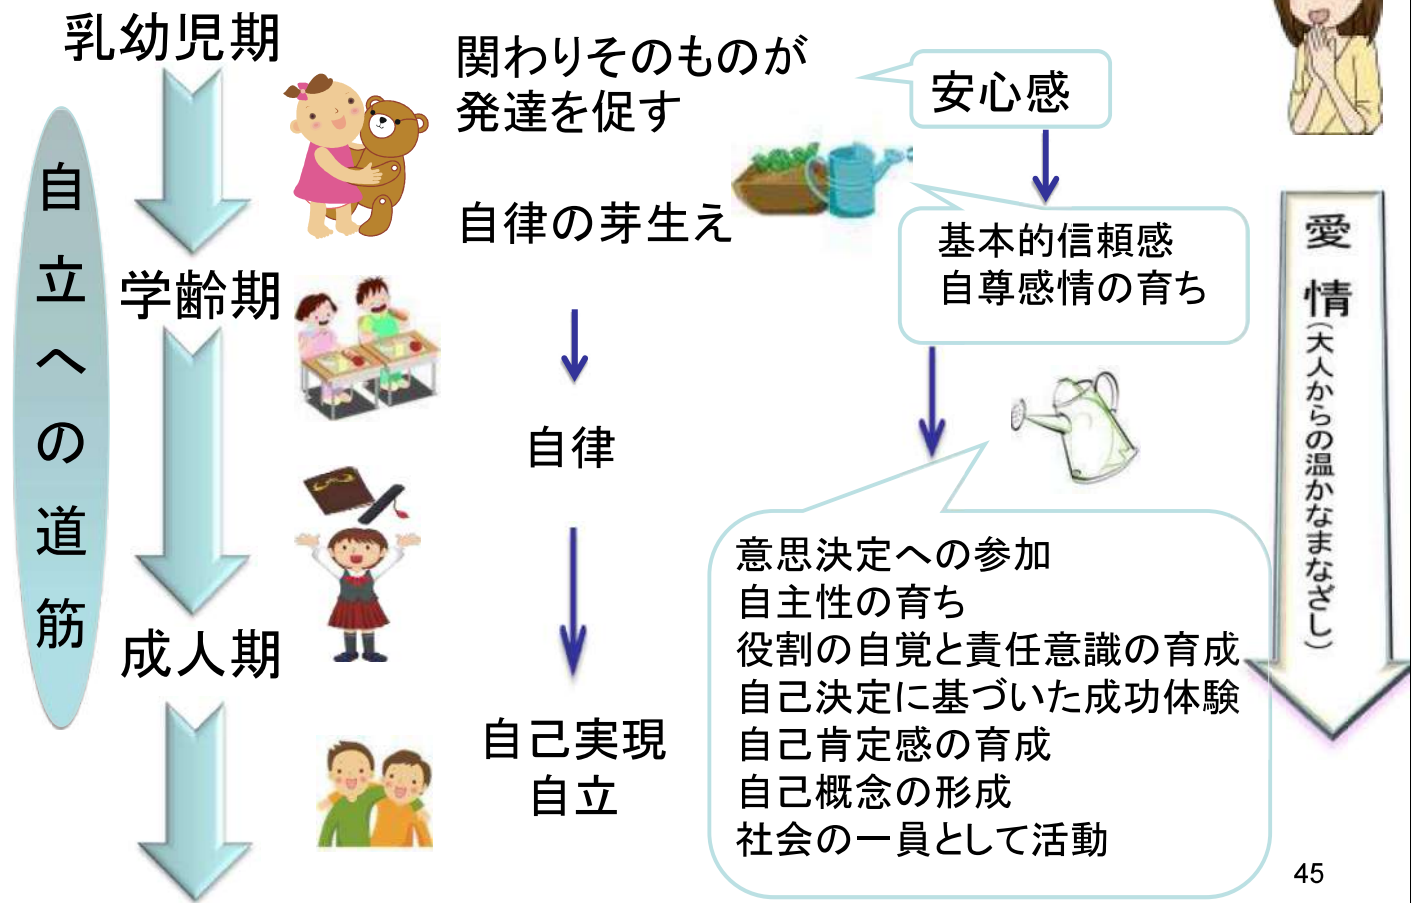 乳幼児期
関わりそのものが
発達を促す
安心感
自律の芽生え
基本的信頼感
自尊感情の育ち
自立への道筋
学齢期
自律
愛情(大人からの温かなまなざし)
成人期
意思決定への参加
自主性の育ち
役割の自覚と責任意識の育成
自己決定に基づいた成功体験
自己肯定感の育成
自己概念の形成
社会の一員として活動
自己実現
自立
45